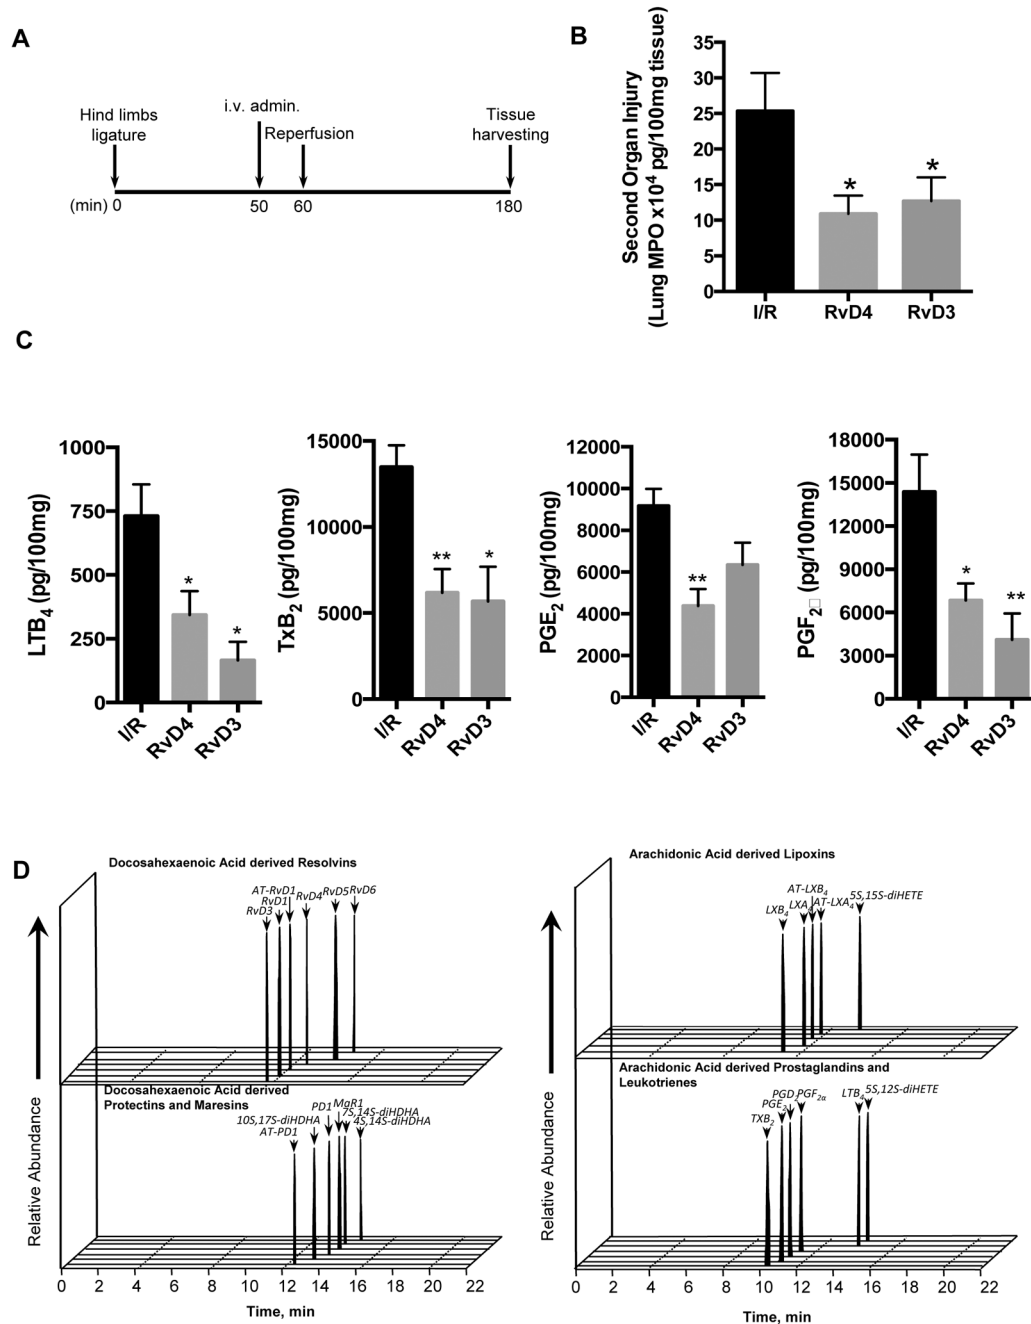 A
Hind limbs
ligature
i.v. admin.
Reperfusion
Tissue
harvesting
(min) 0 50 60 180
B
Second Organ Injury
(Lung MPO x10⁴ pg/100mg tissue)
35
30
25
20
15
10
5
0
* *
I/R RvD4 RvD3
C
LTB₄ (pg/100mg)
1000
750
500
250
0
* *
I/R RvD4 RvD3
TxB₂ (pg/100mg)
15000
10000
5000
0
** *
I/R RvD4 RvD3
PGE₂ (pg/100mg)
12000
10000
8000
6000
4000
2000
0
**
I/R RvD4 RvD3
PGF₂□ (pg/100mg)
18000
15000
12000
9000
6000
3000
0
* **
I/R RvD4 RvD3
D
Docosahexaenoic Acid derived Resolvins
RvD3 RvD1 AT-RvD1 RvD4 RvD5 RvD6
Relative Abundance
Docosahexaenoic Acid derived
Protectins and Maresins
AT-PD1 10S,17S-diHDHA PD1 MaR1 7S,14S-diHDHA 4S,14S-diHDHA
0 2 4 6 8 10 12 14 16 18 20 22
Time, min
Arachidonic Acid derived Lipoxins
LXB₄ LXA₄ AT-LXB₄ AT-LXA₄ 5S,15S-diHETE
Relative Abundance
Arachidonic Acid derived Prostaglandins and
Leukotrienes
TXB₂ PGE₂ PGD₂ PGF₂α LTB₄ 5S,12S-diHETE
0 2 4 6 8 10 12 14 16 18 20 22
Time, min